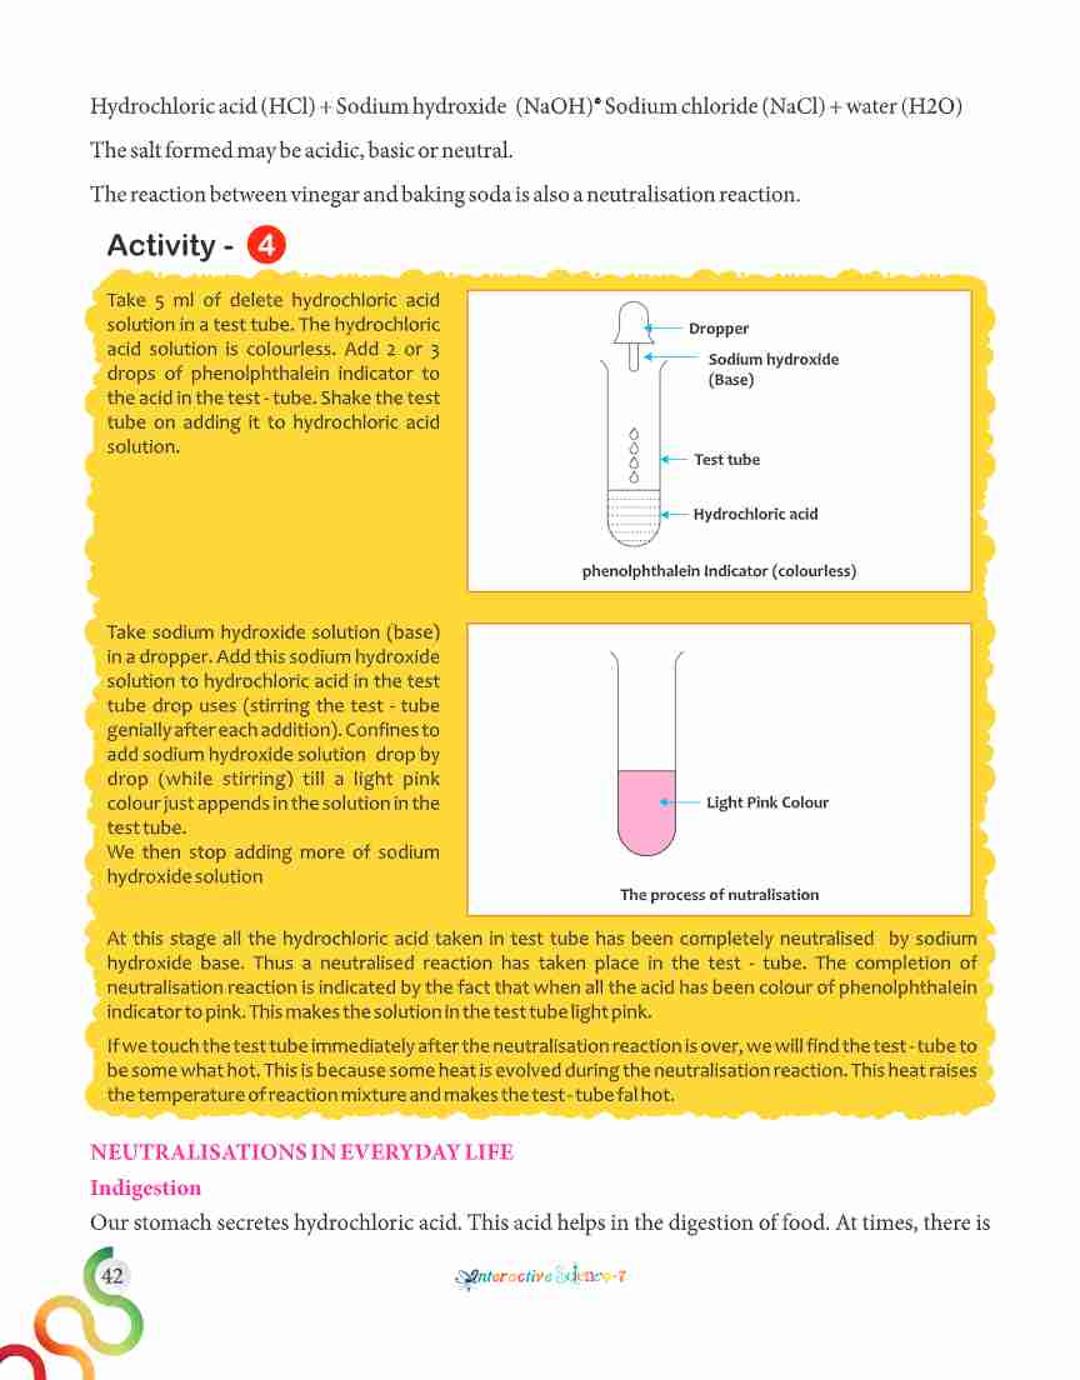 Hydrochloric acid (HCl) + Sodium hydroxide (NaOH)• Sodium chloride (NaCl) + water (H2O)
The salt formed may be acidic, basic or neutral.
The reaction between vinegar and baking soda is also a neutralisation reaction.
Activity - 4
Take 5 ml of delete hydrochloric acid
solution in a test tube. The hydrochloric
acid solution is colourless. Add 2 or 3
drops of phenolphthalein indicator to
the acid in the test - tube. Shake the test
tube on adding it to hydrochloric acid
solution.
Dropper
Sodium hydroxide
(Base)
Test tube
Hydrochloric acid
phenolphthalein Indicator (colourless)
Take sodium hydroxide solution (base)
in a dropper. Add this sodium hydroxide
solution to hydrochloric acid in the test
tube drop uses (stirring the test - tube
genially after each addition). Confines to
add sodium hydroxide solution drop by
drop (while stirring) till a light pink
colour just appends in the solution in the
test tube.
We then stop adding more of sodium
hydroxide solution
Light Pink Colour
The process of nutralisation
At this stage all the hydrochloric acid taken in test tube has been completely neutralised by sodium
hydroxide base. Thus a neutralised reaction has taken place in the test - tube. The completion of
neutralisation reaction is indicated by the fact that when all the acid has been colour of phenolphthalein
indicator to pink. This makes the solution in the test tube light pink.
If we touch the test tube immediately after the neutralisation reaction is over, we will find the test - tube to
be some what hot. This is because some heat is evolved during the neutralisation reaction. This heat raises
the temperature of reaction mixture and makes the test - tube fal hot.
NEUTRALISATIONS IN EVERYDAY LIFE
Indigestion
Our stomach secretes hydrochloric acid. This acid helps in the digestion of food. At times, there is
42
Interactive Science-7